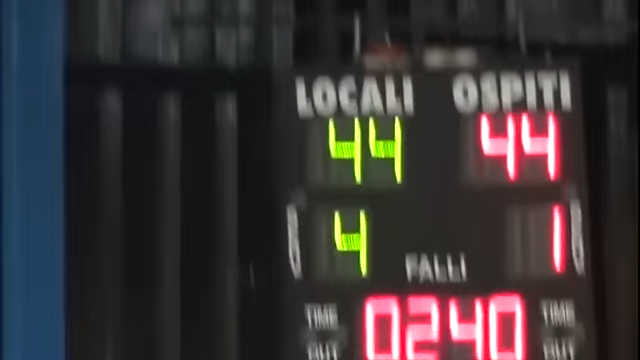 LOCALI OSPITI
44 44
4 1
FALLI
TIME 0240 TIME
OUT OUT